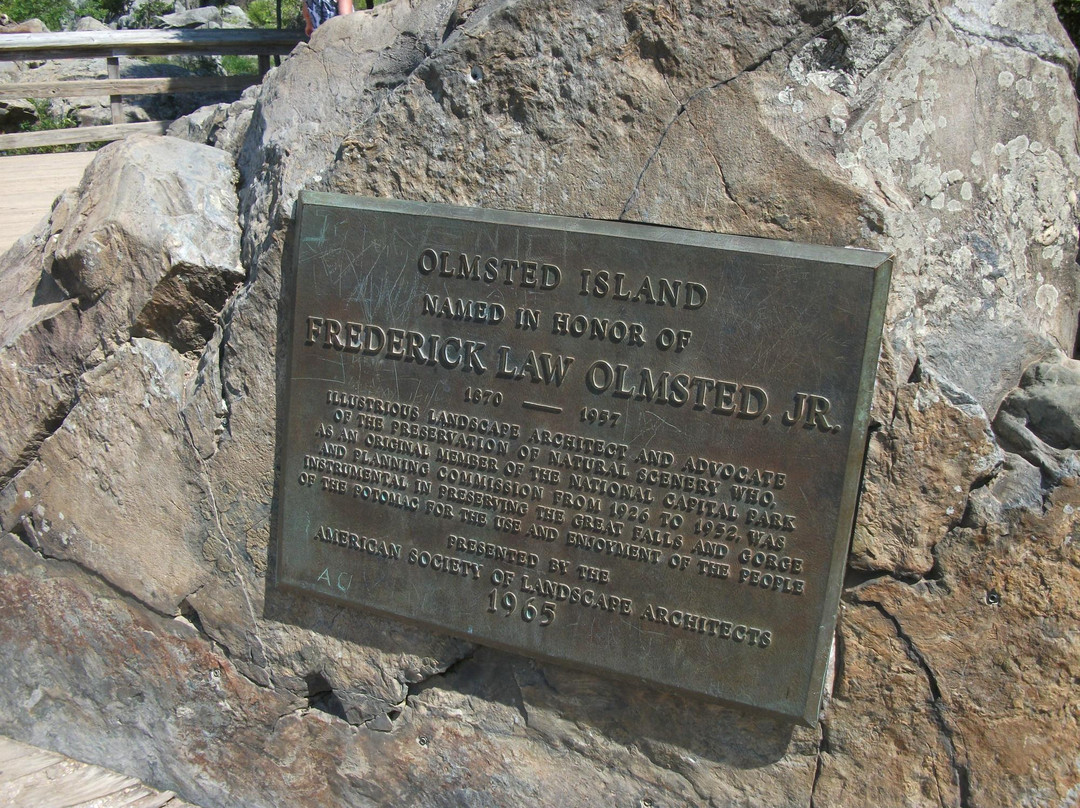 OLMSTED ISLAND
NAMED IN HONOR OF
FREDERICK LAW OLMSTED, JR.
1870 — 1957
ILLUSTRIOUS LANDSCAPE ARCHITECT AND ADVOCATE
OF THE PRESERVATION OF NATURAL SCENERY WHO,
AS AN ORIGINAL MEMBER OF THE NATIONAL CAPITAL PARK
AND PLANNING COMMISSION FROM 1926 TO 1952, WAS
INSTRUMENTAL IN PRESERVING THE GREAT FALLS AND GORGE
OF THE POTOMAC FOR THE USE AND ENJOYMENT OF THE PEOPLE
PRESENTED BY THE
AMERICAN SOCIETY OF LANDSCAPE ARCHITECTS
1965